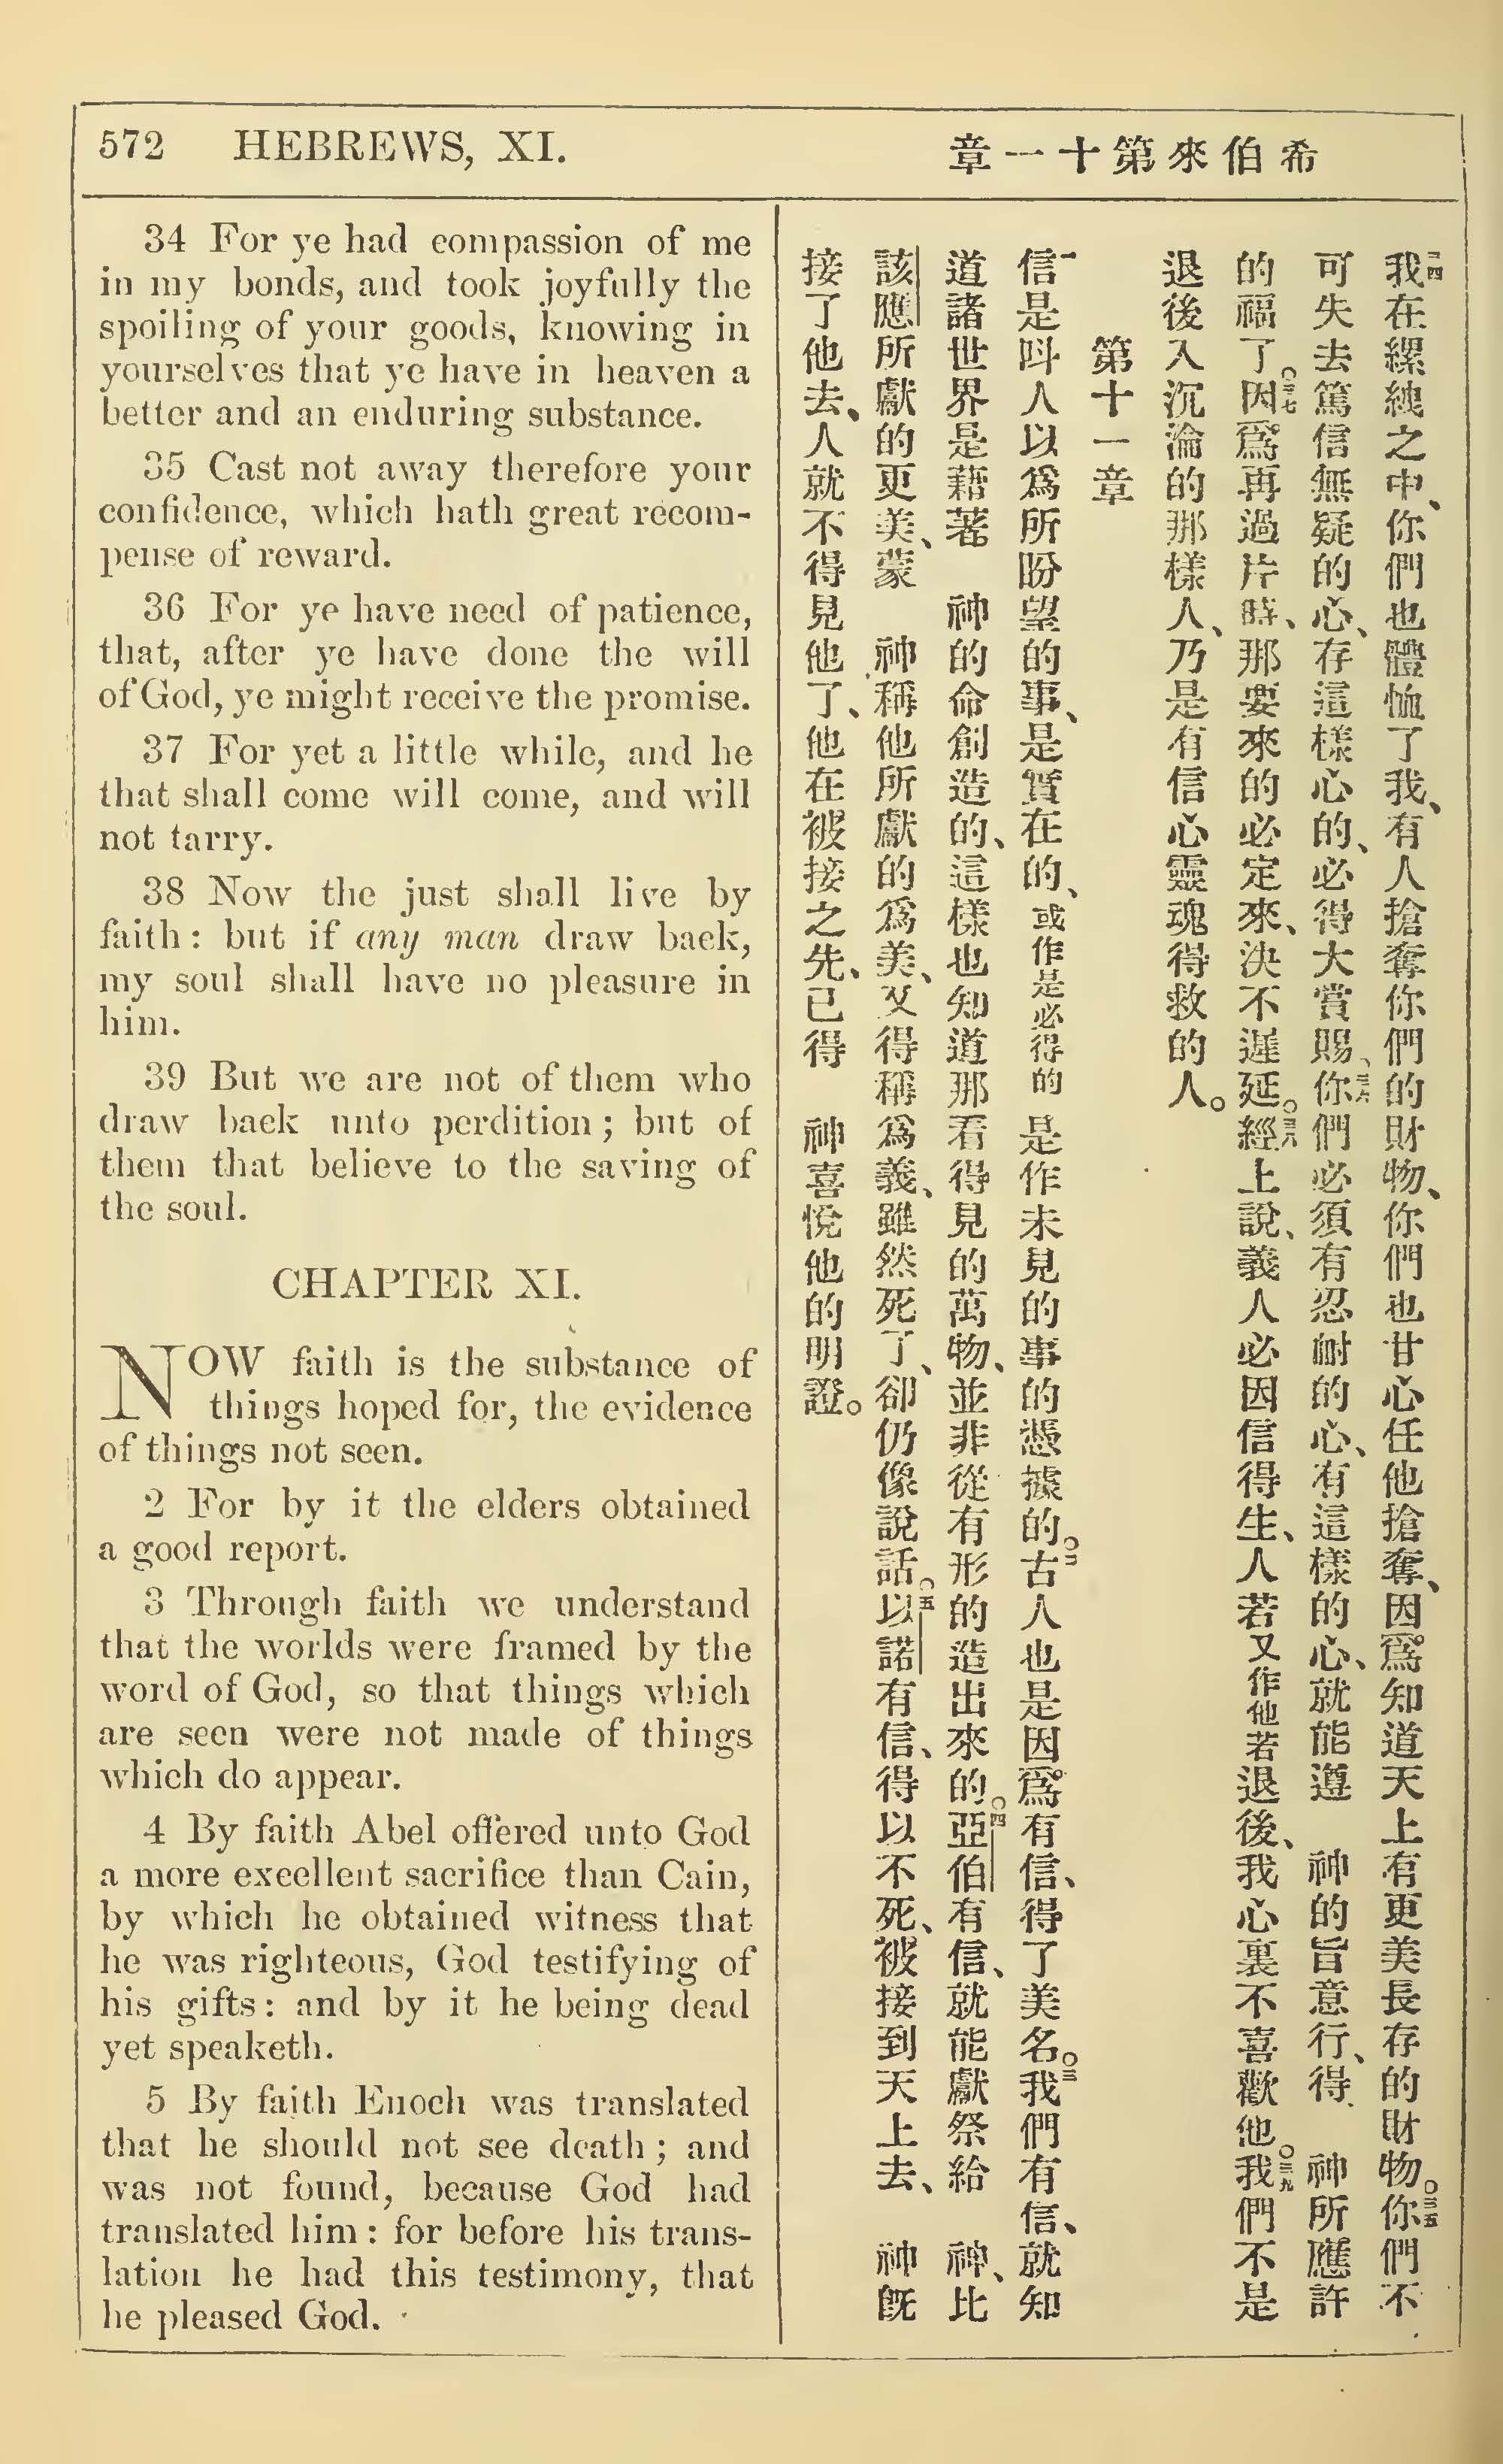 572 HEBREWS, XI.
希伯來第十一章
34 For ye had compassion of me
in my bonds, and took joyfully the
spoiling of your goods, knowing in
yourselves that ye have in heaven a
better and an enduring substance.
35 Cast not away therefore your
confidence, which hath great recom-
pense of reward.
36 For ye have need of patience,
that, after ye have done the will
of God, ye might receive the promise.
37 For yet a little while, and he
that shall come will come, and will
not tarry.
38 Now the just shall live by
faith: but if any man draw back,
my soul shall have no pleasure in
him.
39 But we are not of them who
draw back unto perdition; but of
them that believe to the saving of
the soul.
CHAPTER XI.
NOW faith is the substance of
things hoped for, the evidence
of things not seen.
2 For by it the elders obtained
a good report.
3 Through faith we understand
that the worlds were framed by the
word of God, so that things which
are seen were not made of things
which do appear.
4 By faith Abel offered unto God
a more excellent sacrifice than Cain,
by which he obtained witness that
he was righteous, God testifying of
his gifts: and by it he being dead
yet speaketh.
5 By faith Enoch was translated
that he should not see death; and
was not found, because God had
translated him: for before his trans-
lation he had this testimony, that
he pleased God.
三四我在縲絏之中、你們也體恤了我、有人搶奪你們的財物、你們也甘心任他搶奪、因爲知道天上有更美長存的財物。○三五你們不
可失去篤信無疑的心、存這樣心的、必得大賞賜、三六你們必須有忍耐的心、有這樣的心、就能遵 神的旨意行、得 神所應許
的福了。○三七因爲再過片時、那要來的必定來、決不遲延。○三八經上說、義人必因信得生、人若又作他若退後、我心裏不喜歡他。○三九我們不是
退後入沉淪的那樣人、乃是有信心靈魂得救的人。
第十一章
一信是呌人以爲所盼望的事、是實在的、或作是必得的是作未見的事的憑據的。○二古人也是因爲有信、得了美名。○三我們有信、就知
道諸世界是藉著 神的命創造的、這樣也知道那看得見的萬物、並非從有形的造出來的。○四亞伯有信、就能獻祭給 神、比
該應所獻的更美、蒙 神稱他所獻的爲美、又得稱爲義、雖然死了、卻仍像說話。○五以諾有信、得以不死、被接到天上去、 神旣
接了他去、人就不得見他了、他在被接之先、已得 神喜悅他的明證。